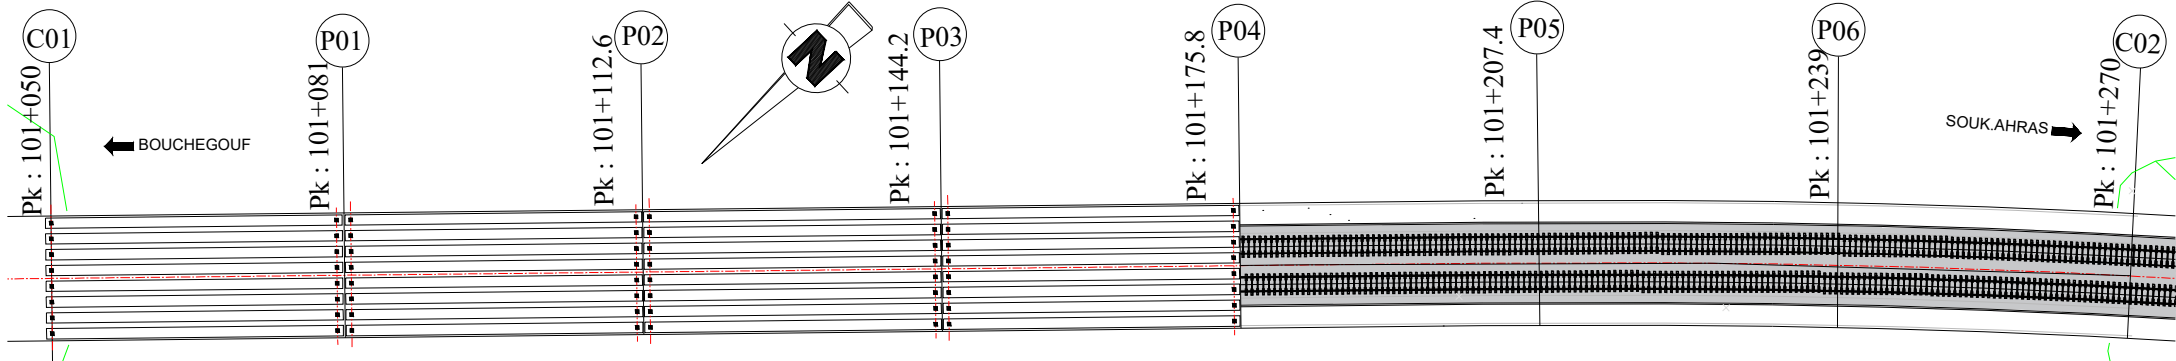 C01
P01
P02
P03
P04
P05
P06
C02
N
Pk : 101+050
Pk : 101+081
Pk : 101+112.6
Pk : 101+144.2
Pk : 101+175.8
Pk : 101+207.4
Pk : 101+239
Pk : 101+270
BOUCHEGOUF
SOUK.AHRAS